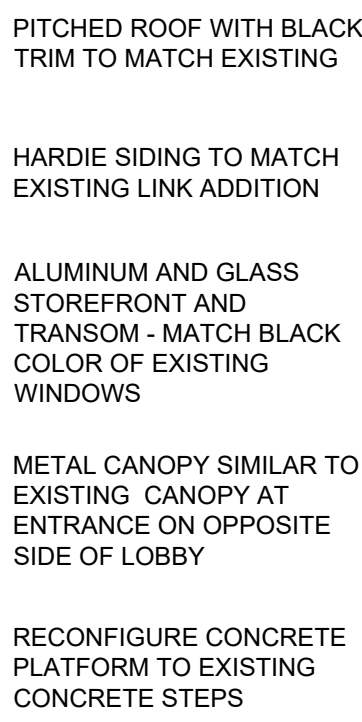 PITCHED ROOF WITH BLACK
TRIM TO MATCH EXISTING
HARDIE SIDING TO MATCH
EXISTING LINK ADDITION
ALUMINUM AND GLASS
STOREFRONT AND
TRANSOM - MATCH BLACK
COLOR OF EXISTING
WINDOWS
METAL CANOPY SIMILAR TO
EXISTING  CANOPY AT
ENTRANCE ON OPPOSITE
SIDE OF LOBBY
RECONFIGURE CONCRETE
PLATFORM TO EXISTING
CONCRETE STEPS